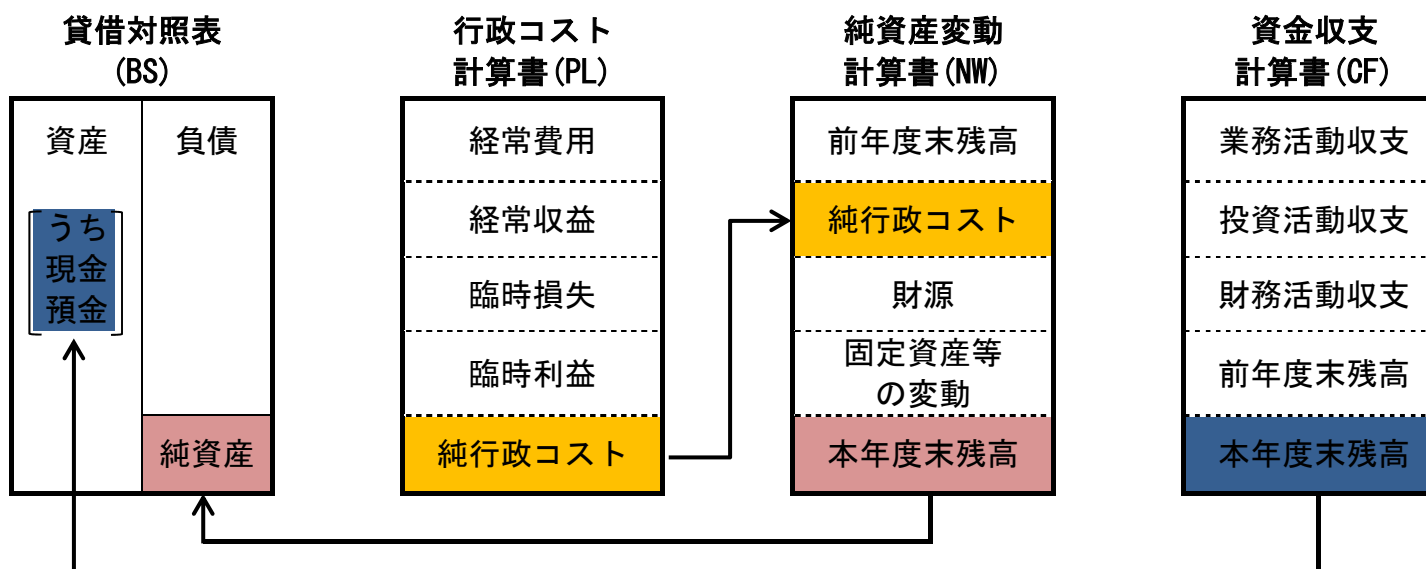 貸借対照表
(BS)
資産
負債
うち
現金
預金
純資産
行政コスト
計算書(PL)
経常費用
経常収益
臨時損失
臨時利益
純行政コスト
純資産変動
計算書(NW)
前年度末残高
純行政コスト
財源
固定資産等
の変動
本年度末残高
資金収支
計算書(CF)
業務活動収支
投資活動収支
財務活動収支
前年度末残高
本年度末残高